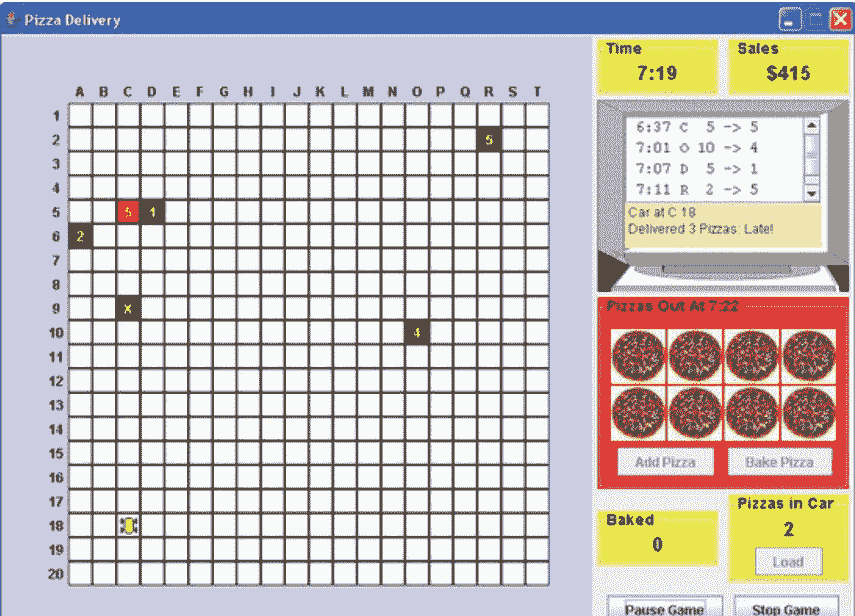 Pizza Delivery
Time
7:19
Sales
$415
A B C D E F G H I J K L M N O P Q R S T
1
2 5
3
4
5 5 1
6 2
7
8
9 X
10 4
11
12
13
14
15
16
17
18
19
20
6:37 C 5 -> 5
7:01 O 10 -> 4
7:07 D 5 -> 1
7:11 R 2 -> 5
Car at C 18
Delivered 3 Pizzas: Late!
Pizzas Out At 7:22
Add Pizza Bake Pizza
Baked
0
Pizzas in Car
2
Load
Pause Game Stop Game